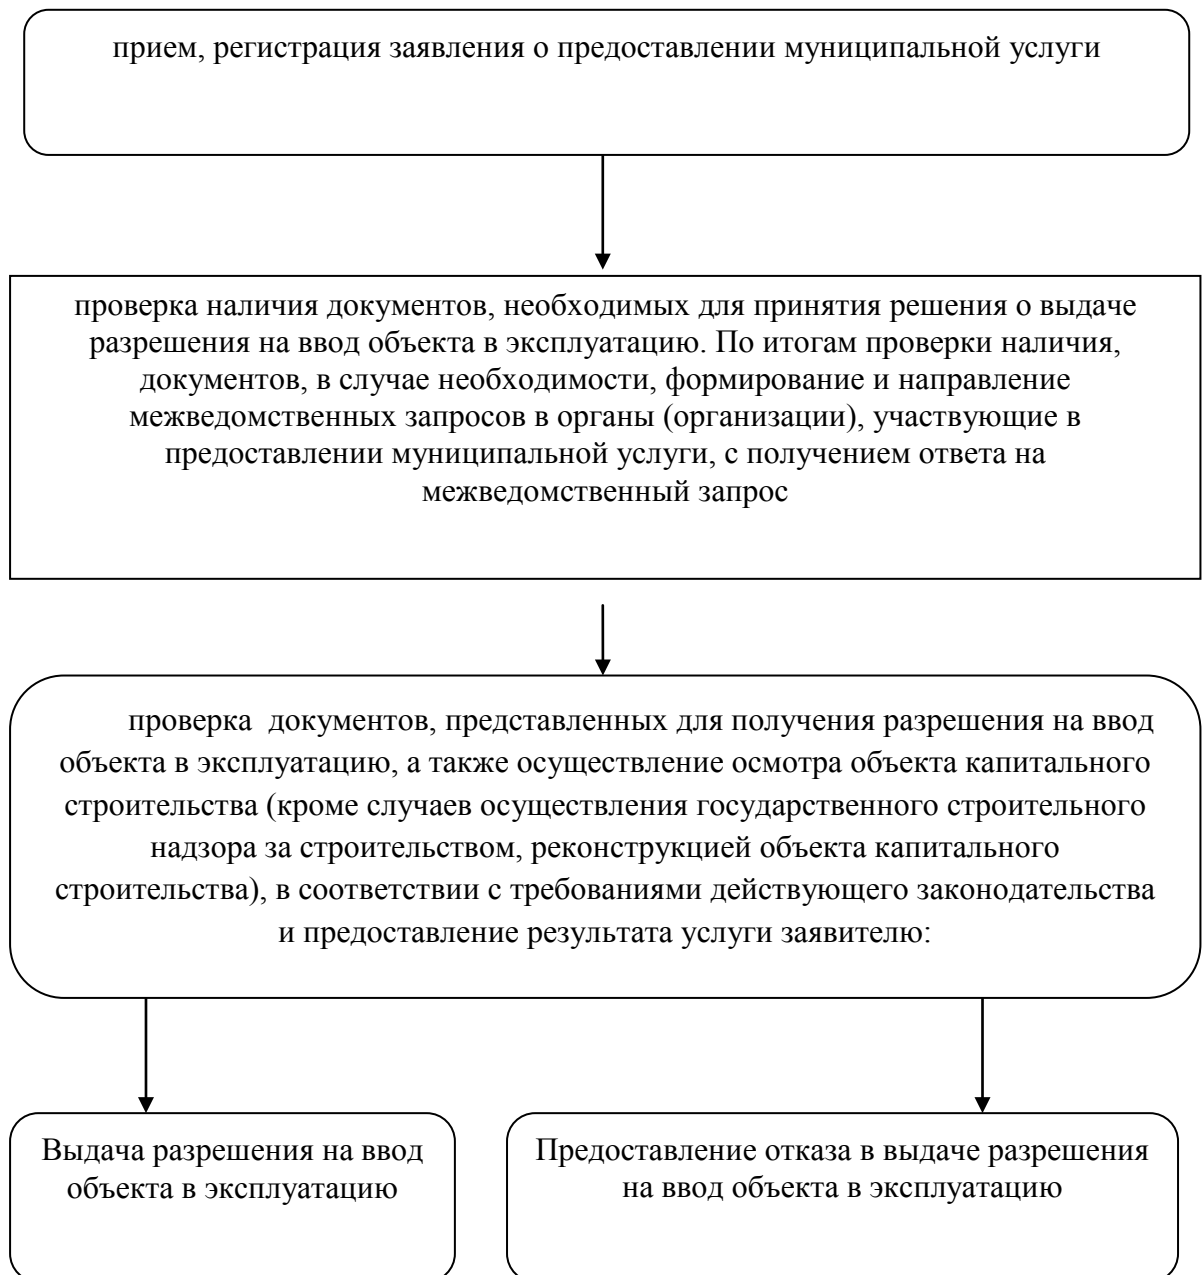 прием, регистрация заявления о предоставлении муниципальной услуги
проверка наличия документов, необходимых для принятия решения о выдаче
разрешения на ввод объекта в эксплуатацию. По итогам проверки наличия,
документов, в случае необходимости, формирование и направление
межведомственных запросов в органы (организации), участвующие в
предоставлении муниципальной услуги, с получением ответа на
межведомственный запрос
проверка  документов, представленных для получения разрешения на ввод
объекта в эксплуатацию, а также осуществление осмотра объекта капитального
строительства (кроме случаев осуществления государственного строительного
надзора за строительством, реконструкцией объекта капитального
строительства), в соответствии с требованиями действующего законодательства
и предоставление результата услуги заявителю:
Выдача разрешения на ввод
объекта в эксплуатацию
Предоставление отказа в выдаче разрешения
на ввод объекта в эксплуатацию